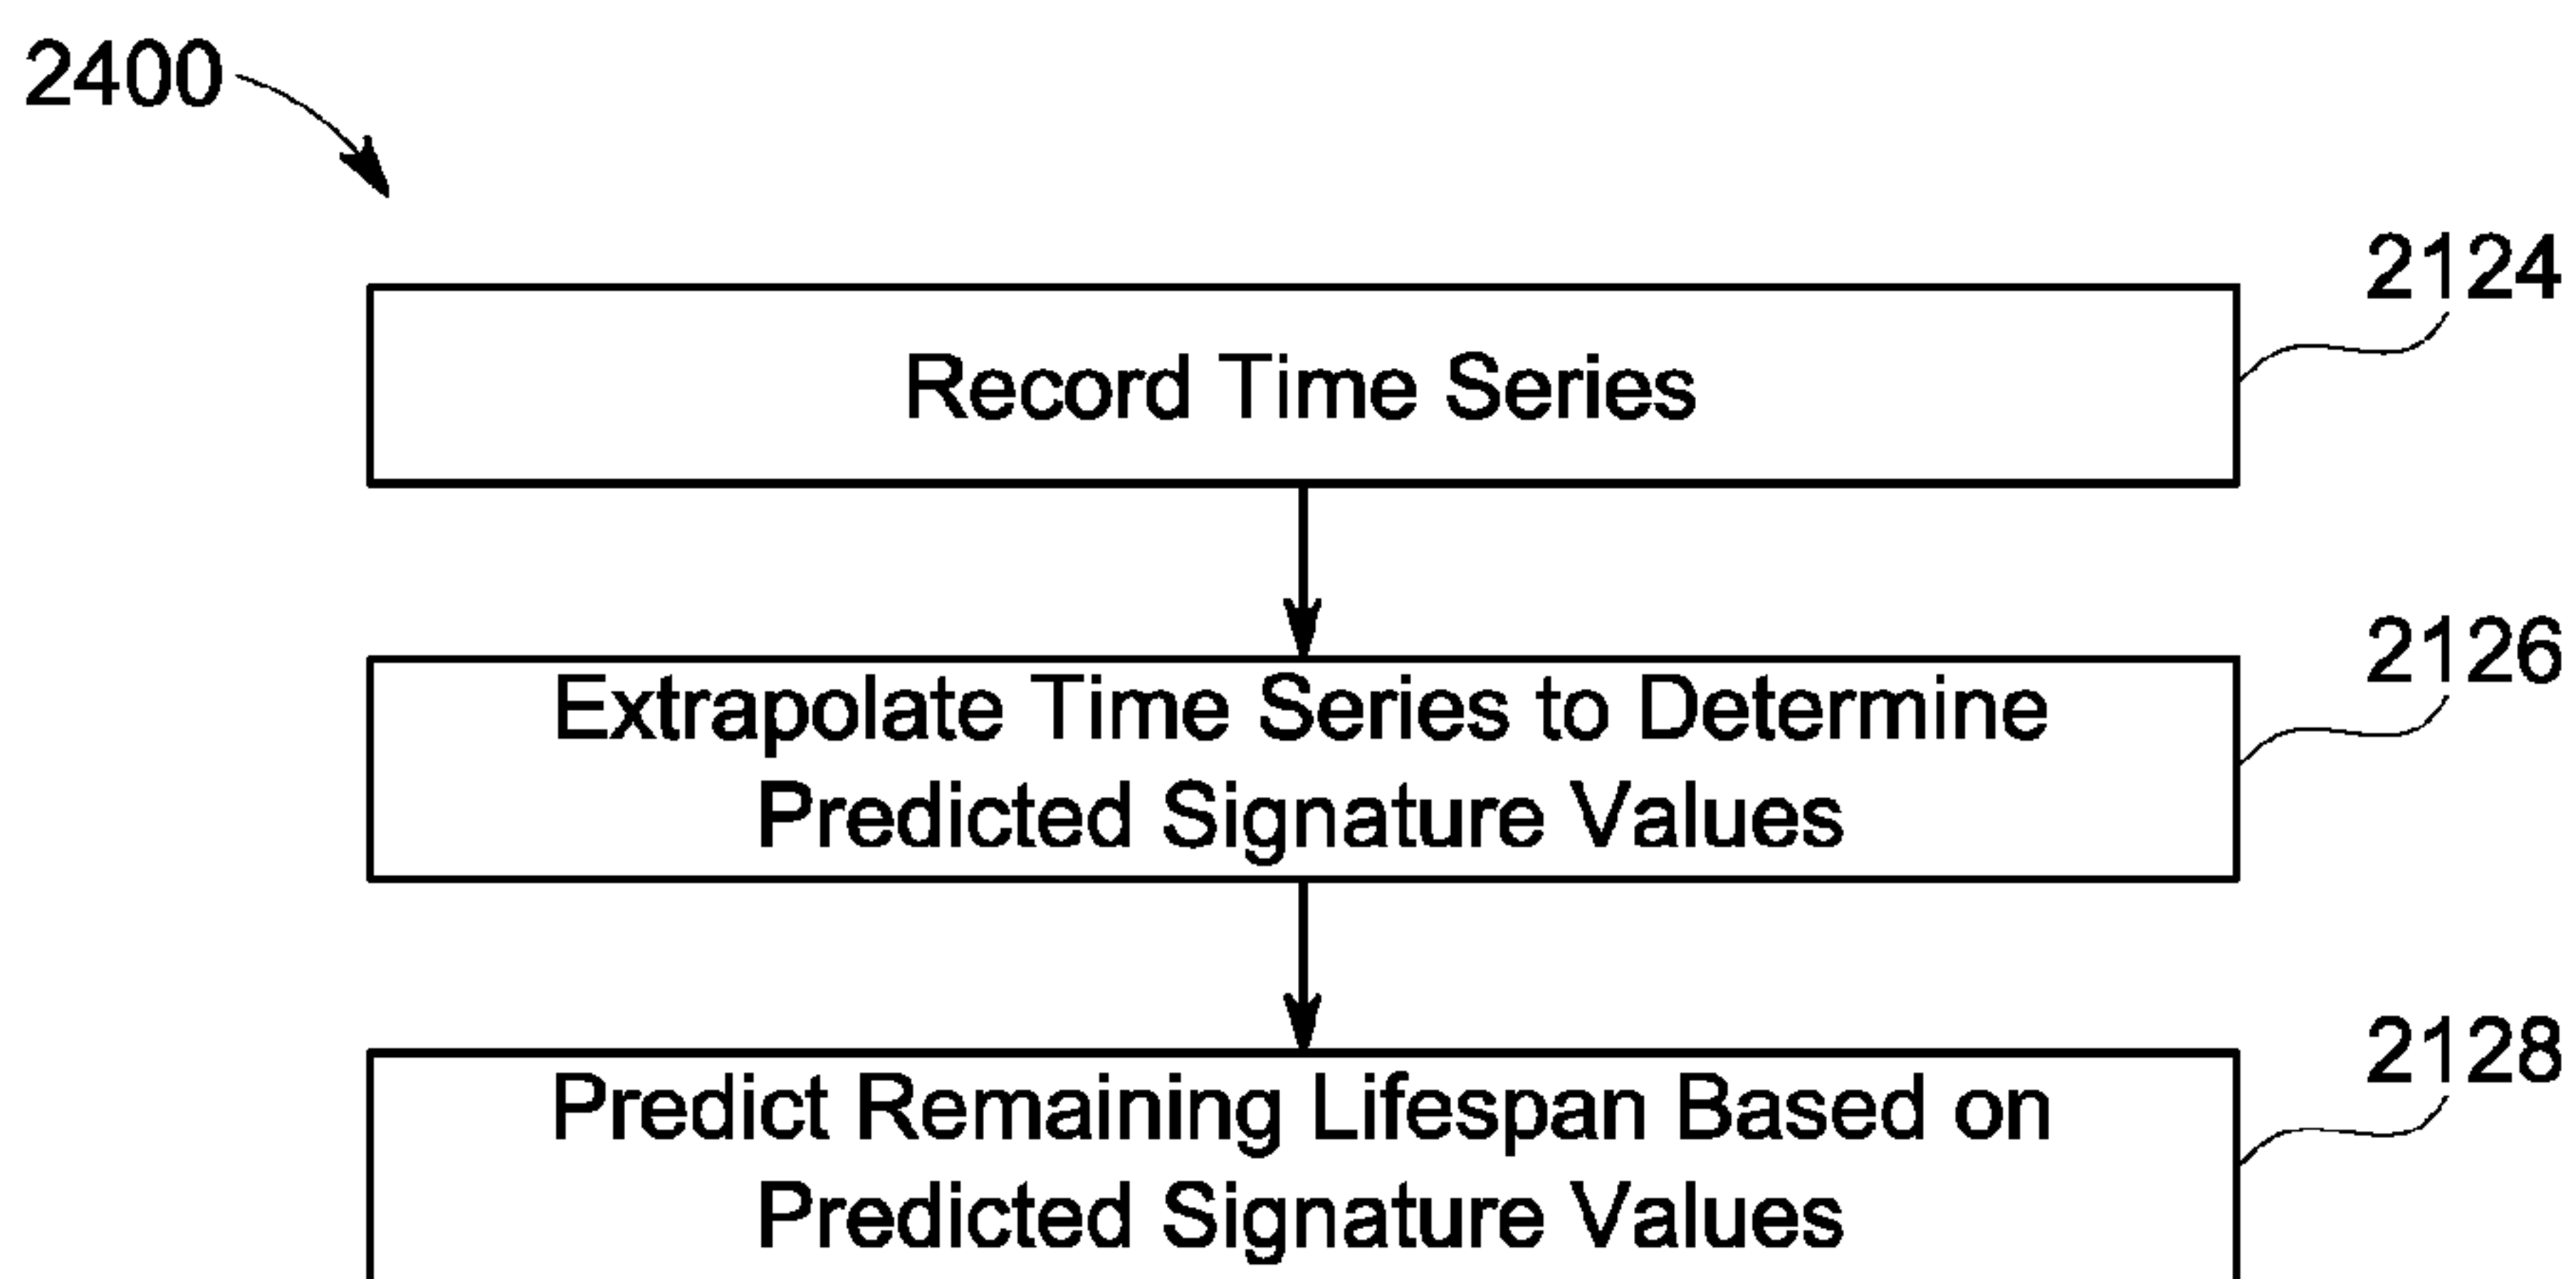 2400
2124
Record Time Series
2126
Extrapolate Time Series to Determine
Predicted Signature Values
2128
Predict Remaining Lifespan Based on
Predicted Signature Values